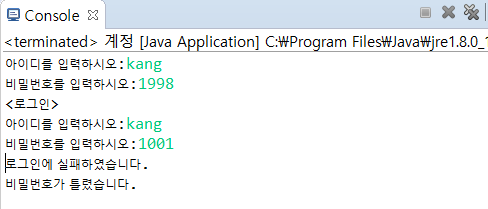 Console
<terminated> 계정 [Java Application] C:₩Program Files₩Java₩jre1.8.0_1
아이디를 입력하시오:kang
비밀번호를 입력하시오:1998
<로그인>
아이디를 입력하시오:kang
비밀번호를 입력하시오:1001
로그인에 실패하였습니다.
비밀번호가 틀렸습니다.